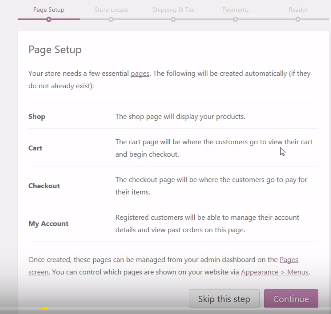 Page Setup Store Locale Shipping & Tax Payments Ready!
Page Setup
Your store needs a few essential pages. The following will be created automatically (if they
do not already exist):
Shop The shop page will display your products.
Cart The cart page will be where the customers go to view their cart
and begin checkout.
Checkout The checkout page will be where the customers go to pay for
their items.
My Account Registered customers will be able to manage their account
details and view past orders on this page.
Once created, these pages can be managed from your admin dashboard on the Pages
screen. You can control which pages are shown on your website via Appearance > Menus.
Skip this step Continue